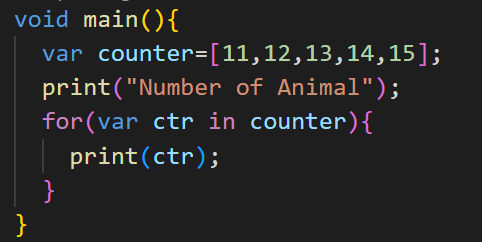 void main(){
  var counter=[11,12,13,14,15];
  print("Number of Animal");
  for(var ctr in counter){
    print(ctr);
  }
}